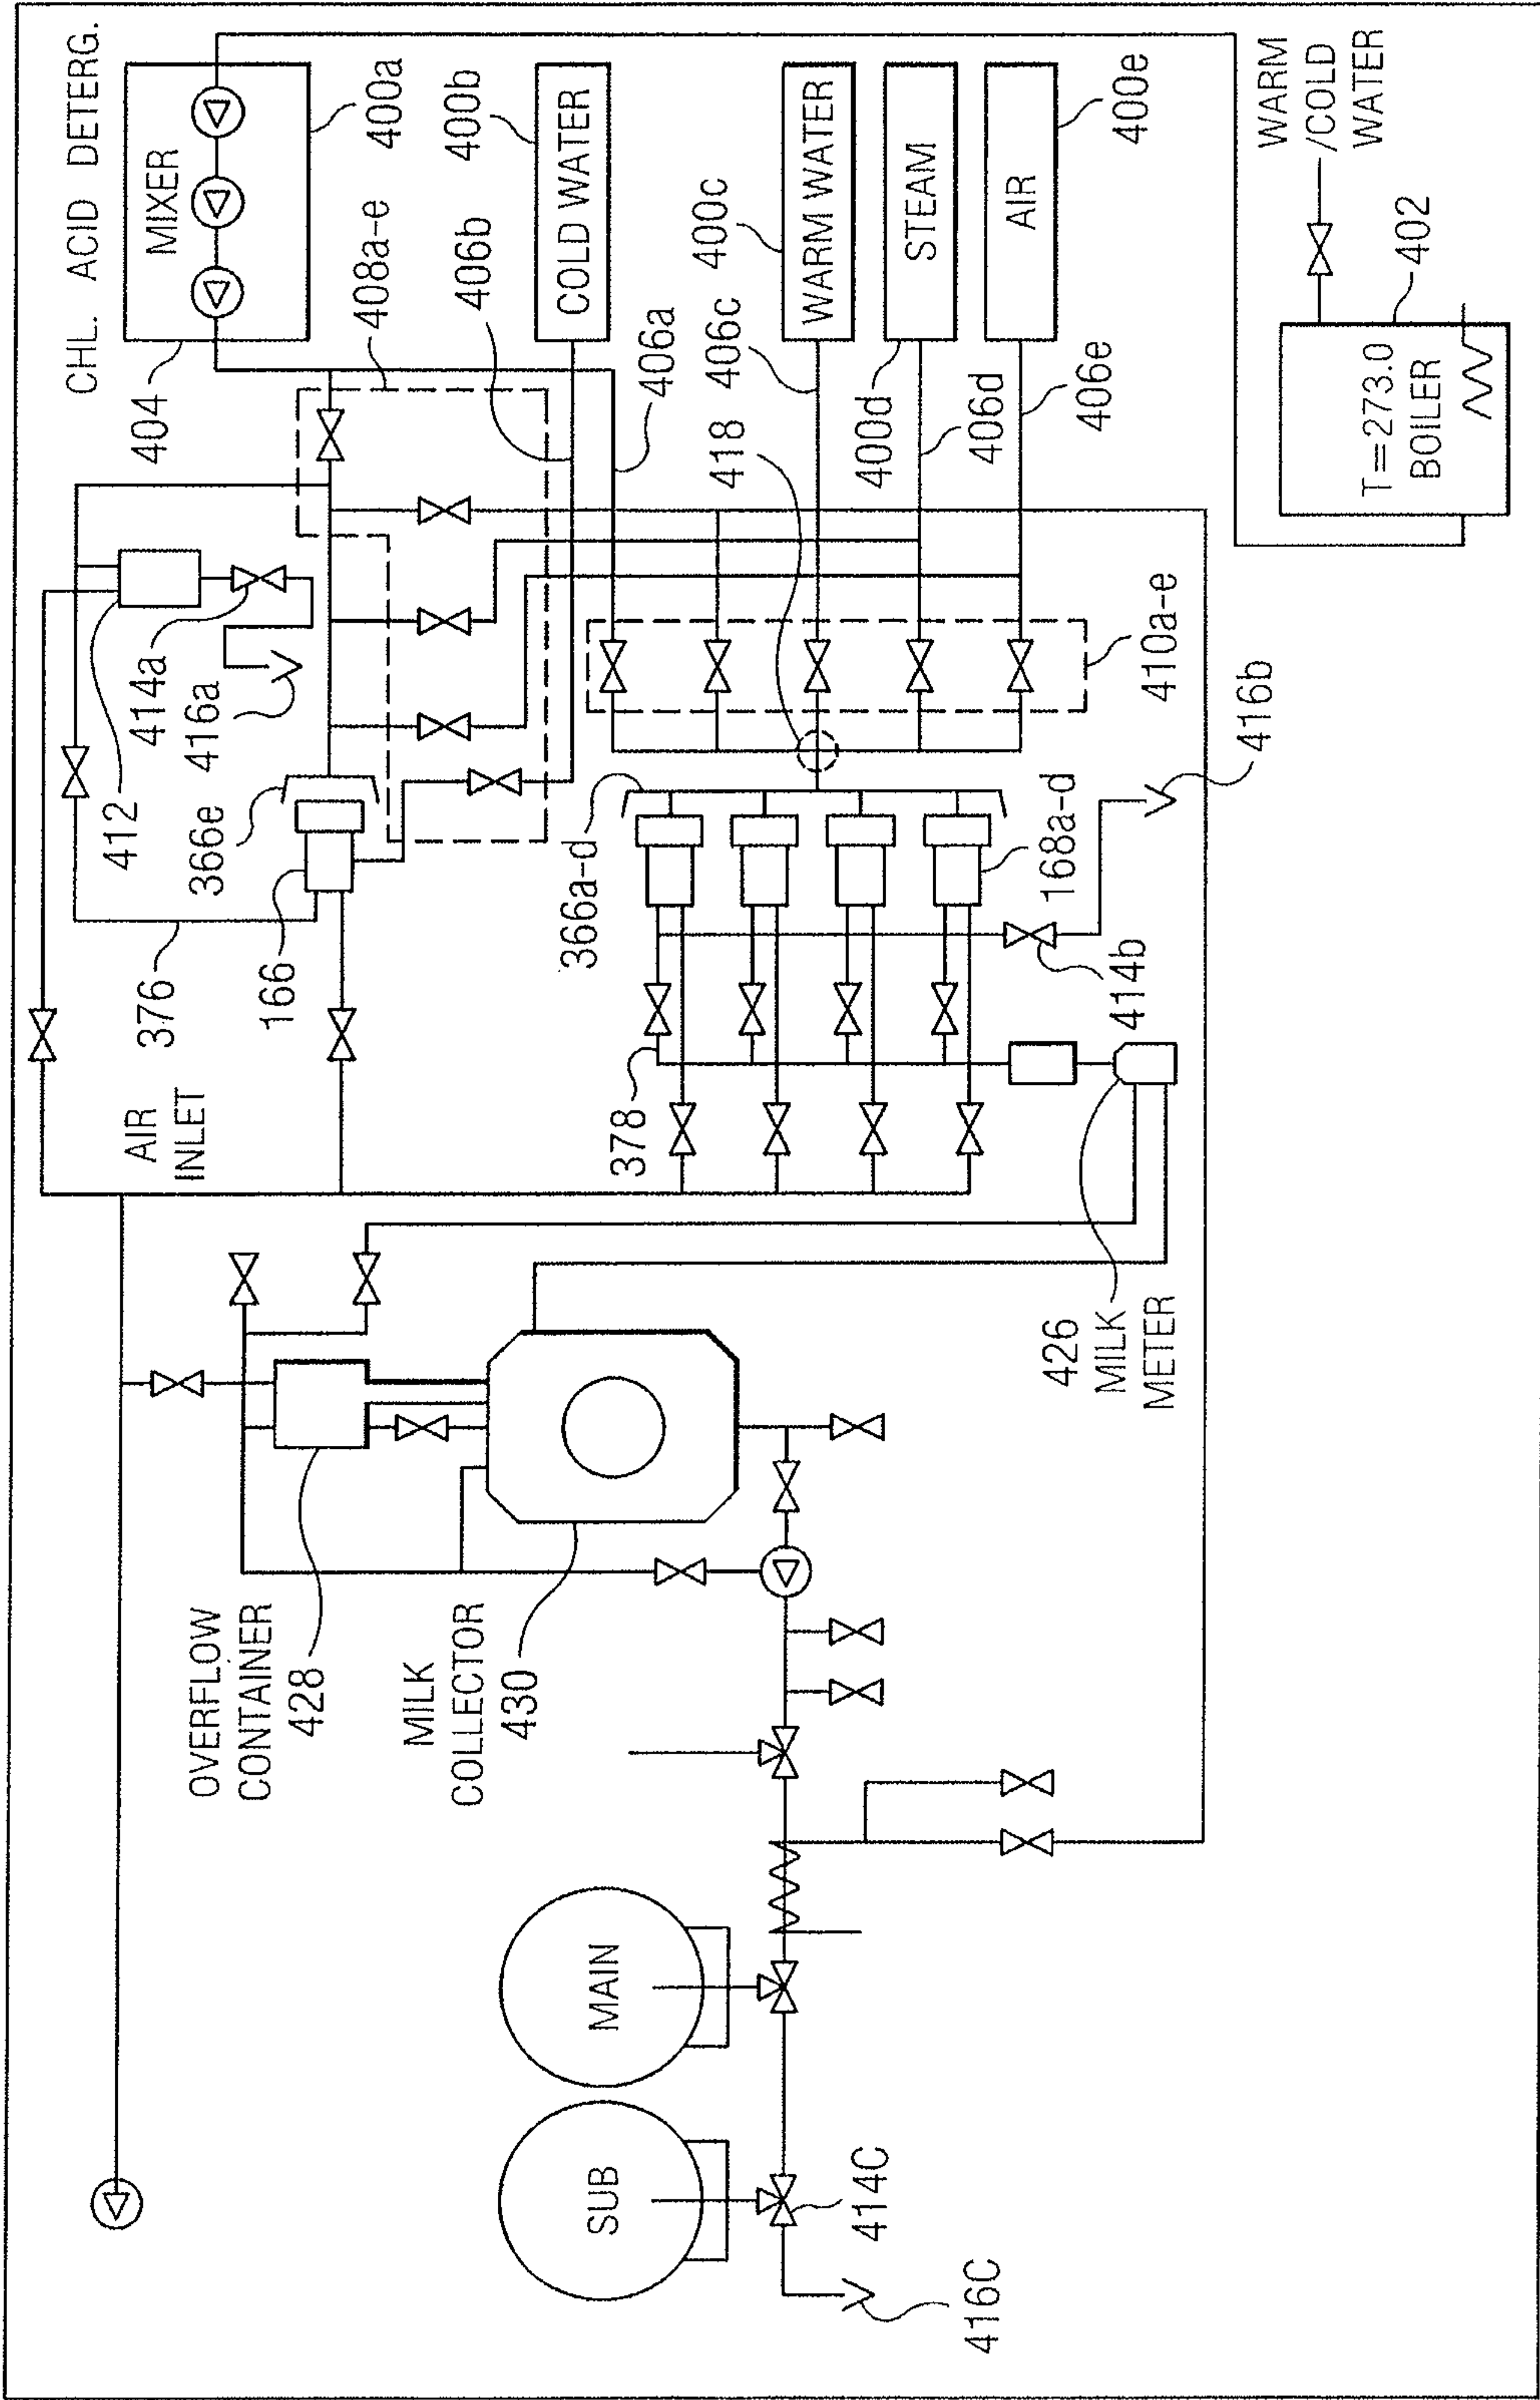 CHL. ACID DETERG.
MIXER
404
400a
408a-e
400b
406b
COLD WATER
406a
400c
WARM WATER
406c
418
400d
STEAM
406d
AIR
400e
406e
WARM
/COLD
WATER
T=273.0
BOILER
402
412
414a
416a
366e
166
376
AIR
INLET
366a-d
168a-d
410a-e
416b
414b
378
426
MILK
METER
OVERFLOW
CONTAINER
428
MILK
COLLECTOR
430
MAIN
SUB
414C
416C